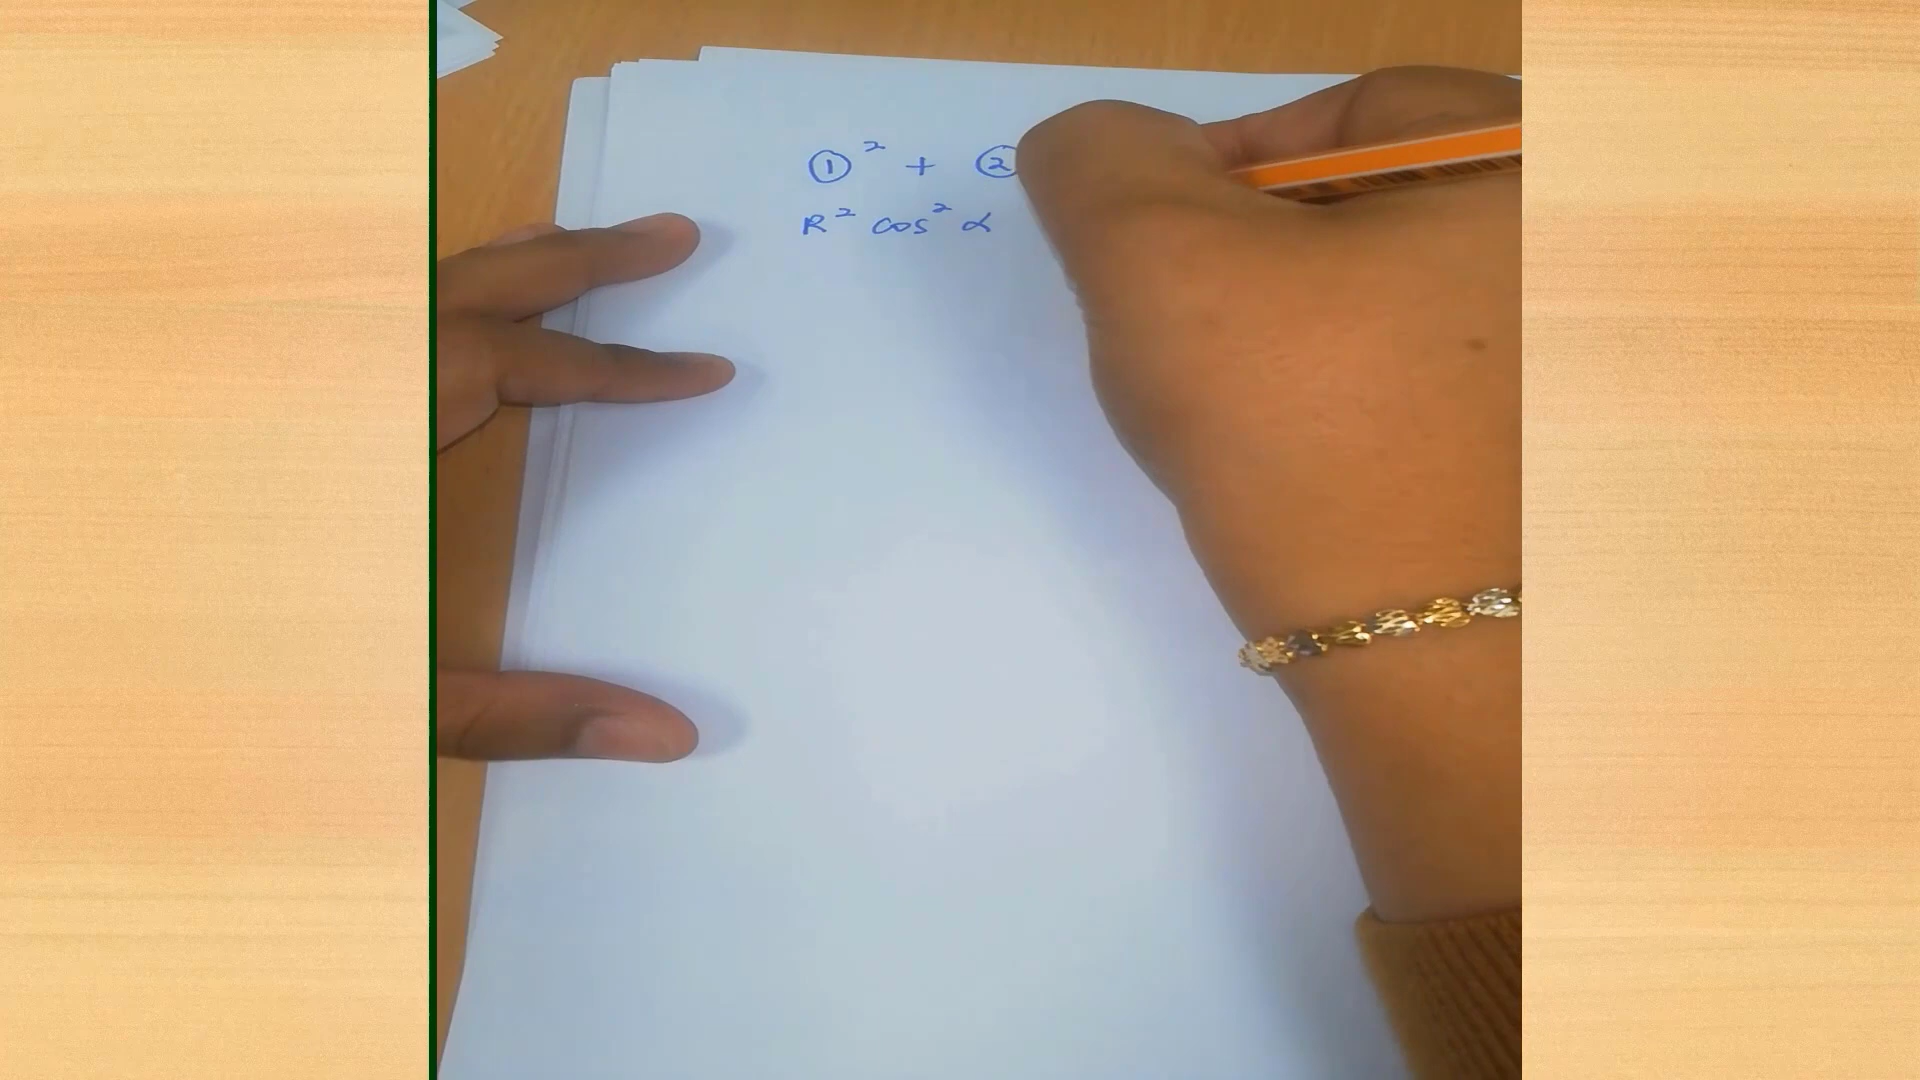 ①² + ②
R² cos² α